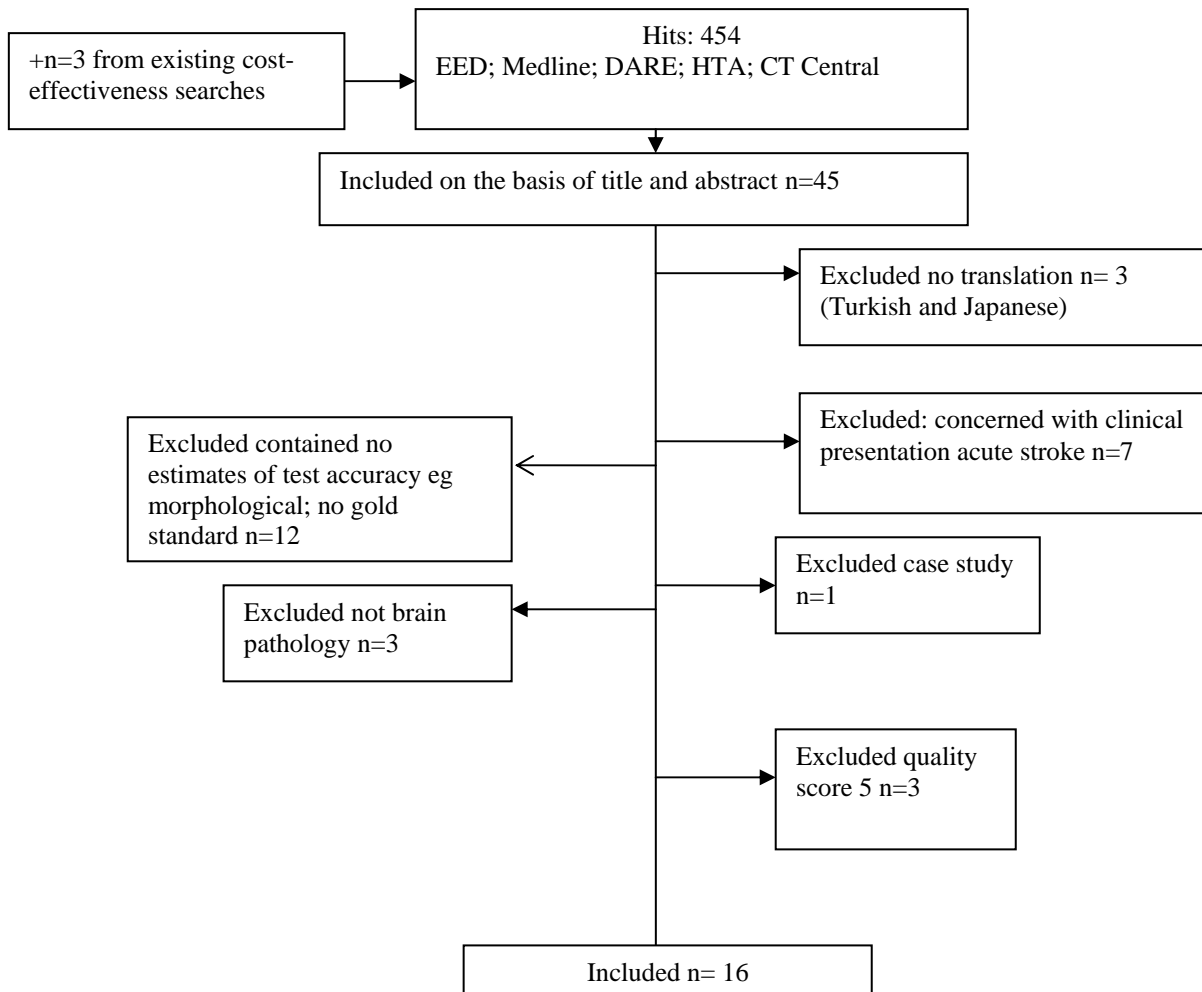 +n=3 from existing cost-
effectiveness searches
Hits: 454
EED; Medline; DARE; HTA; CT Central
Included on the basis of title and abstract n=45
Excluded no translation n= 3
(Turkish and Japanese)
Excluded: concerned with clinical
presentation acute stroke n=7
Excluded contained no
estimates of test accuracy eg
morphological; no gold
standard n=12
Excluded case study
n=1
Excluded not brain
pathology n=3
Excluded quality
score 5 n=3
Included n= 16